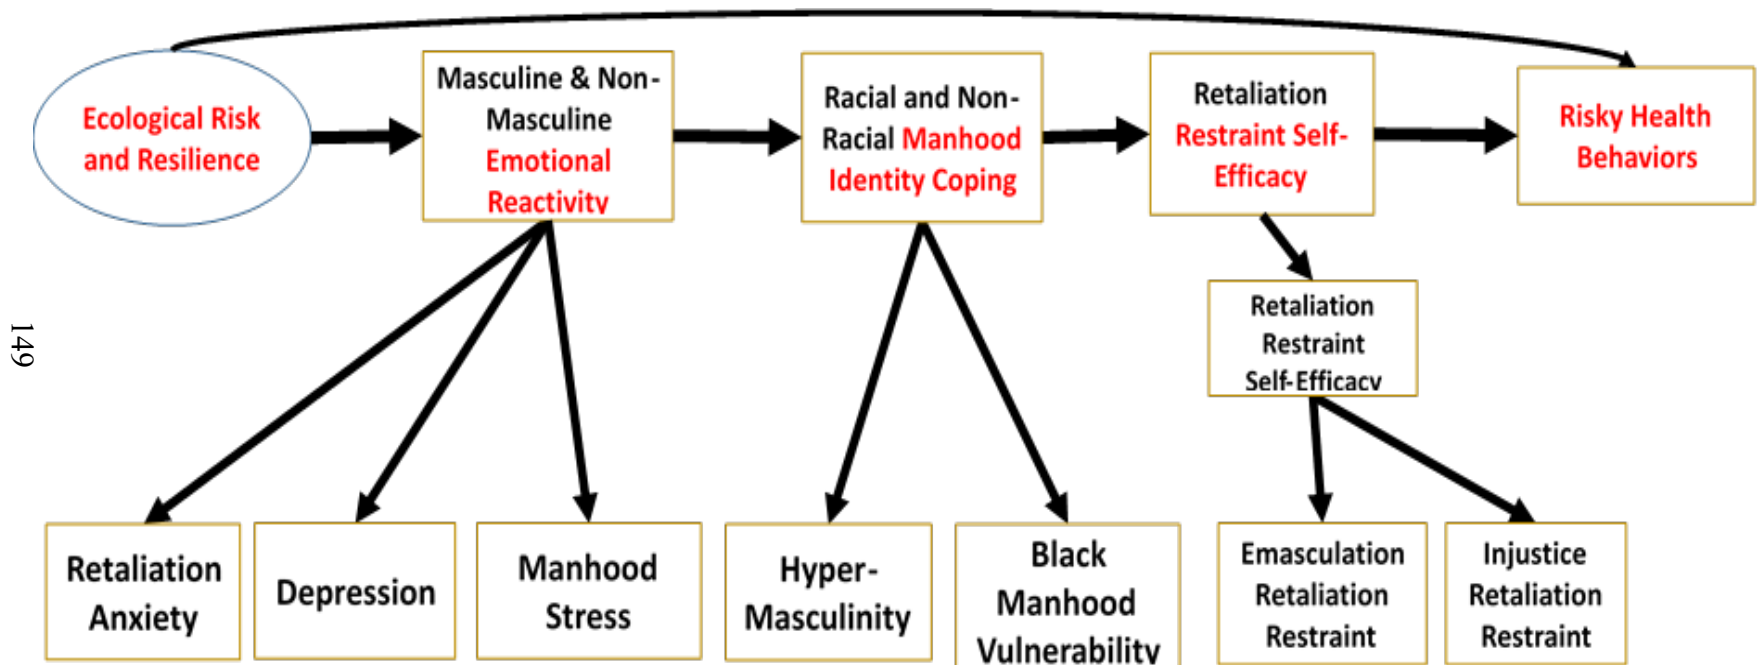 Ecological Risk
and Resilience
Masculine & Non-
Masculine
Emotional
Reactivity
Racial and Non-
Racial Manhood
Identity Coping
Retaliation
Restraint Self-
Efficacy
Risky Health
Behaviors
Retaliation
Restraint
Self-Efficacy
149
Retaliation
Anxiety
Depression
Manhood
Stress
Hyper-
Masculinity
Black
Manhood
Vulnerability
Emasculation
Retaliation
Restraint
Injustice
Retaliation
Restraint